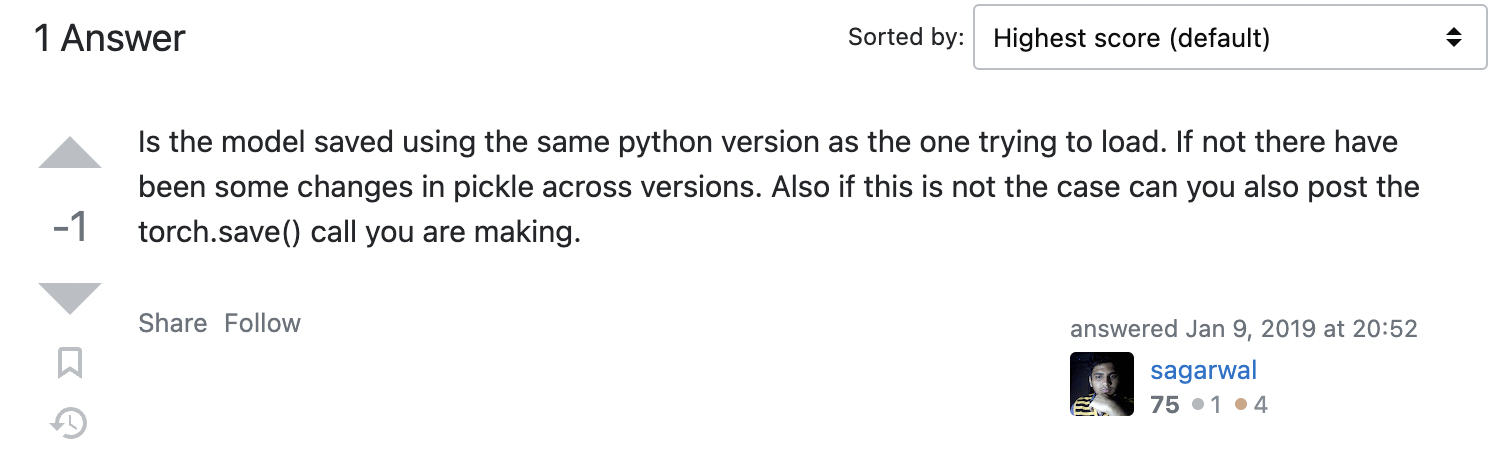 1 Answer
Sorted by:
Highest score (default)
Is the model saved using the same python version as the one trying to load. If not there have
been some changes in pickle across versions. Also if this is not the case can you also post the
torch.save() call you are making.
-1
Share Follow
answered Jan 9, 2019 at 20:52
sagarwal
75 1 4